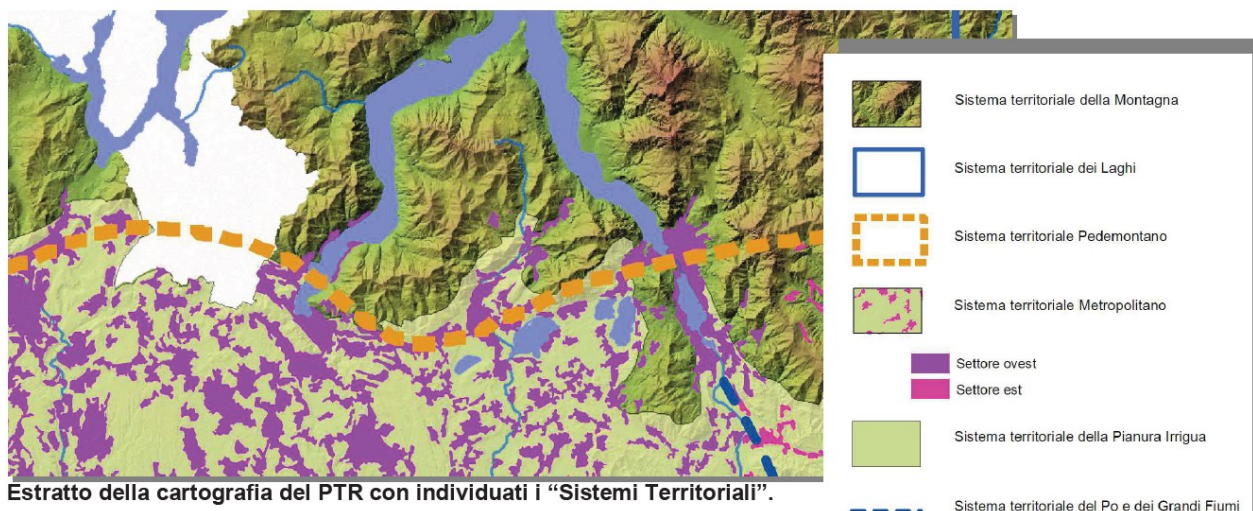 Sistema territoriale della Montagna
Sistema territoriale dei Laghi
Sistema territoriale Pedemontano
Sistema territoriale Metropolitano
Settore ovest
Settore est
Sistema territoriale della Pianura Irrigua
Sistema territoriale del Po e dei Grandi Fiumi
Estratto della cartografia del PTR con individuati i “Sistemi Territoriali”.